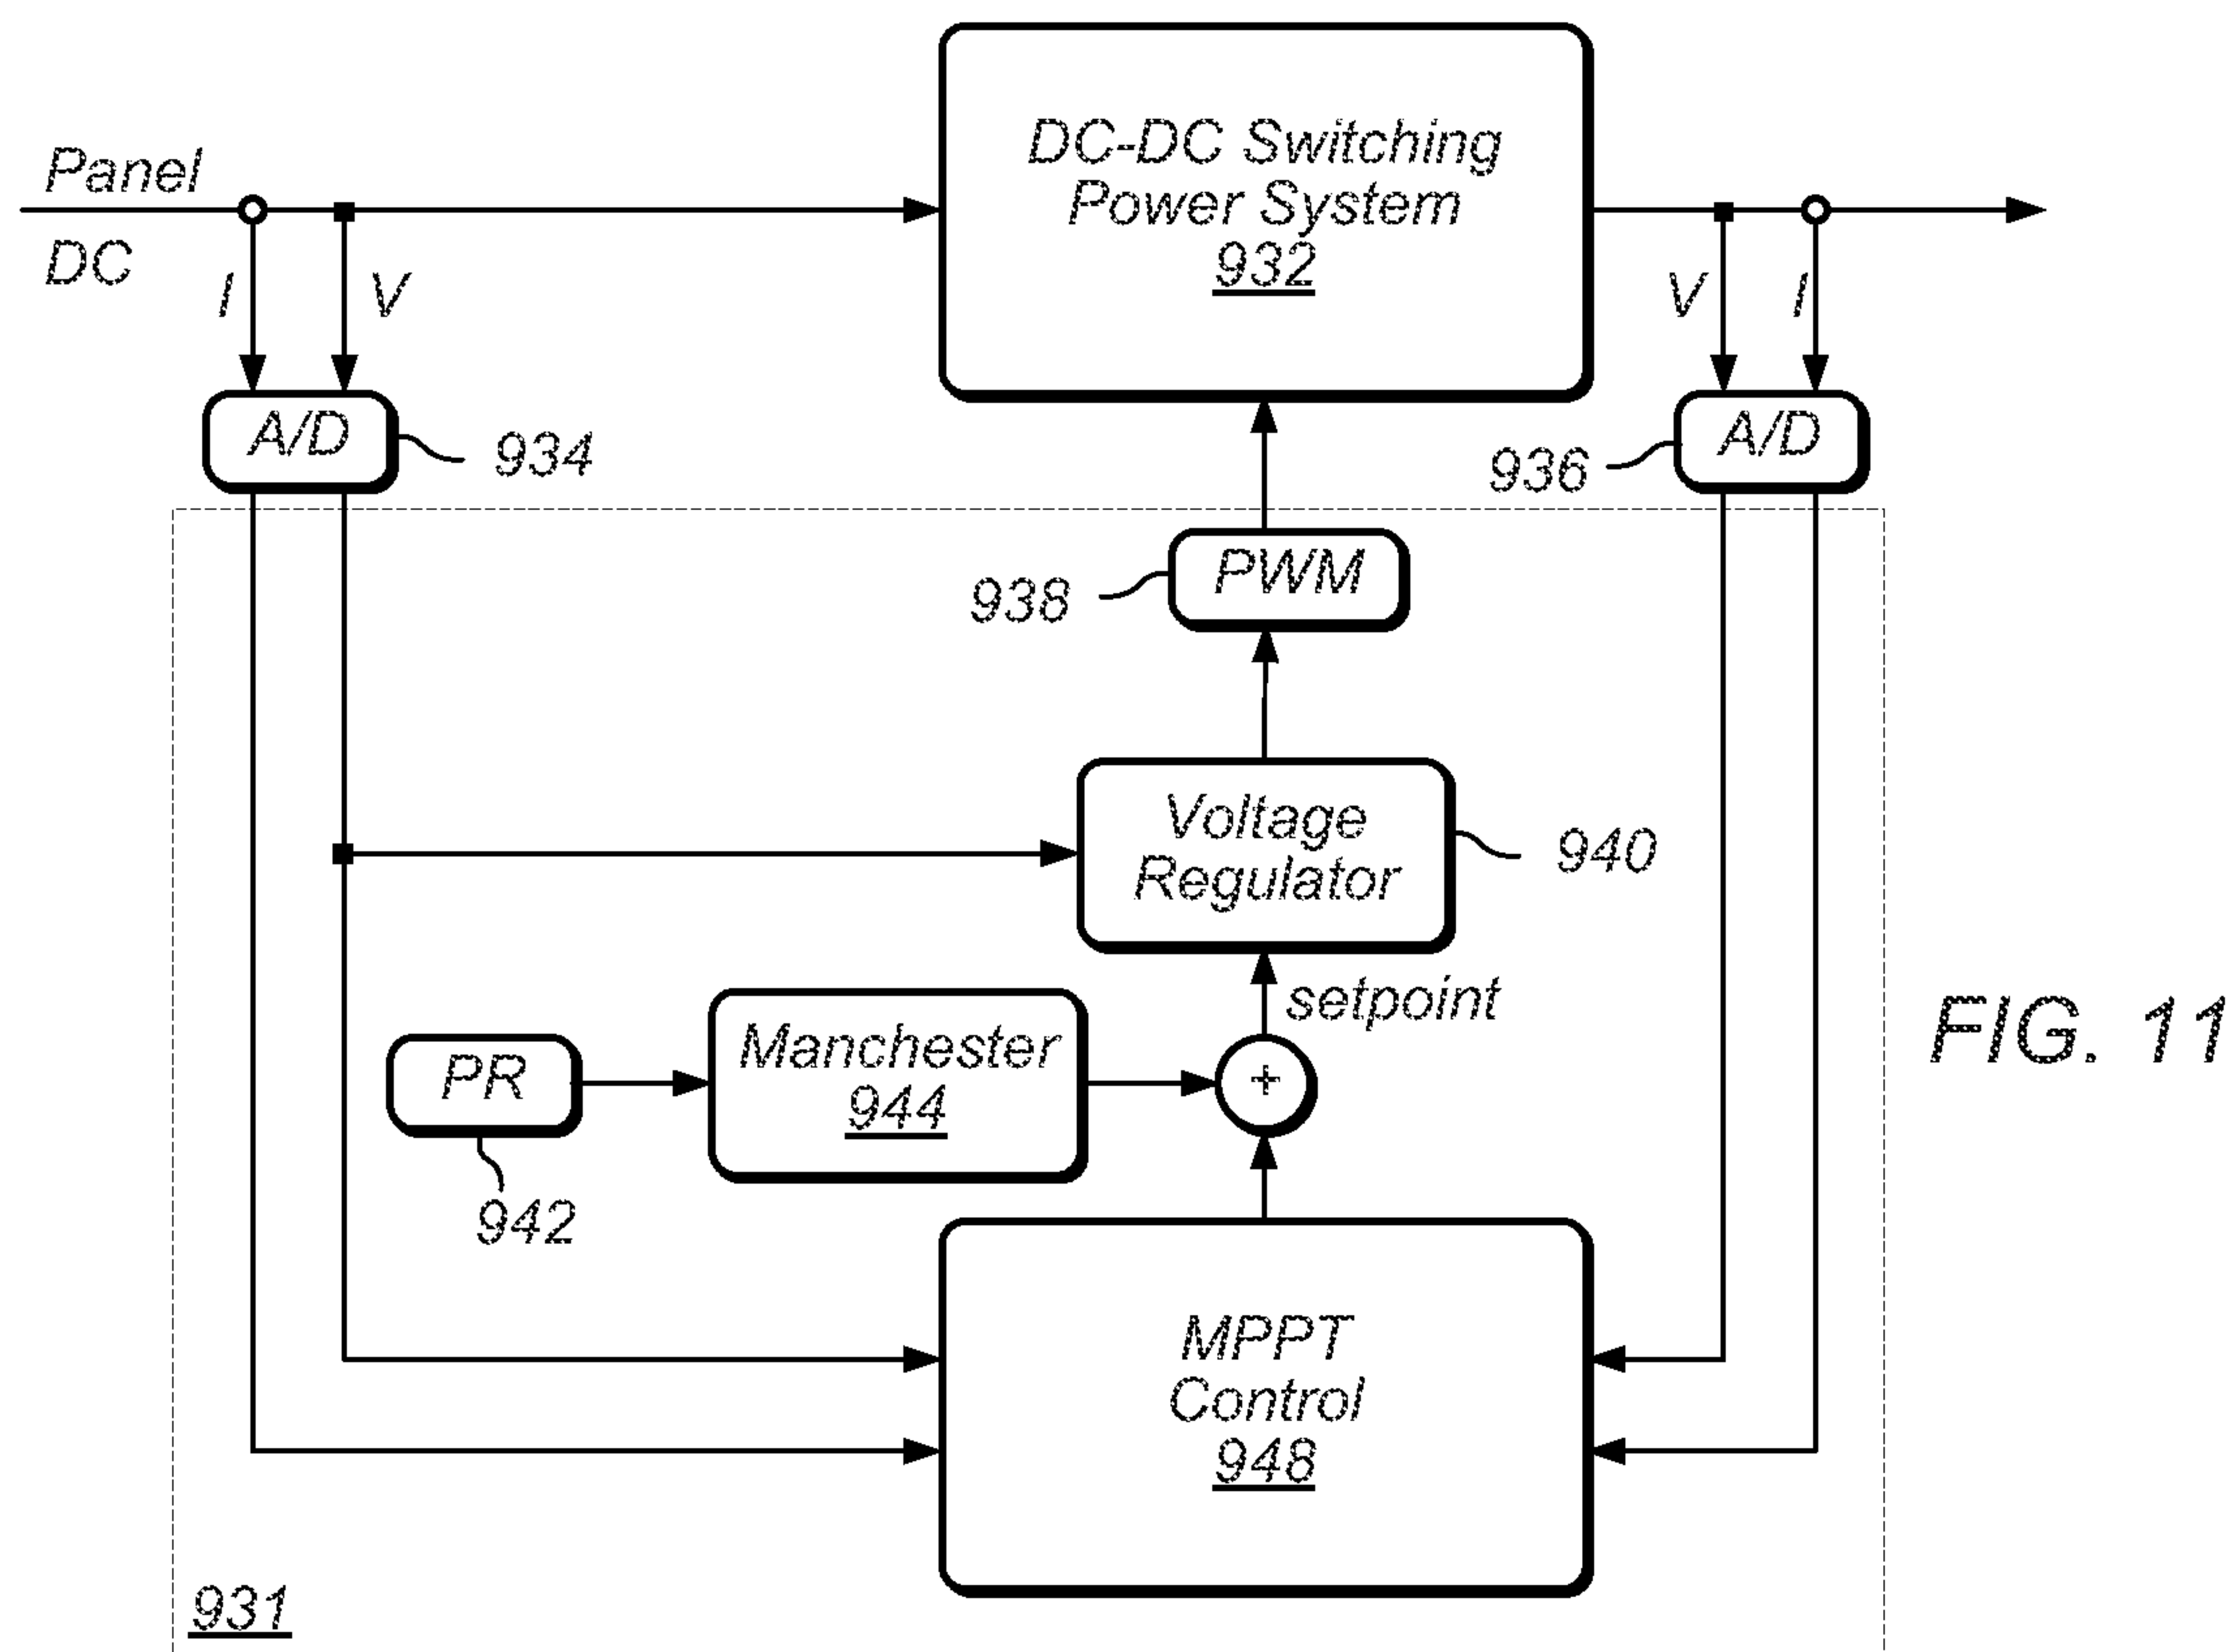 Panel
DC
DC-DC Switching
Power System
932
I
V
V
I
A/D
934
936
A/D
938
PWM
Voltage
Regulator
940
setpoint
PR
942
Manchester
944
+
MPPT
Control
948
931
FIG. 11